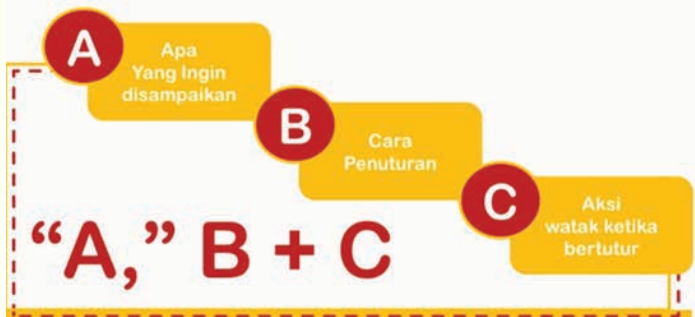 A
Apa
Yang Ingin
disampaikan
B
Cara
Penuturan
C
Aksi
watak ketika
bertutur
“A,” B + C